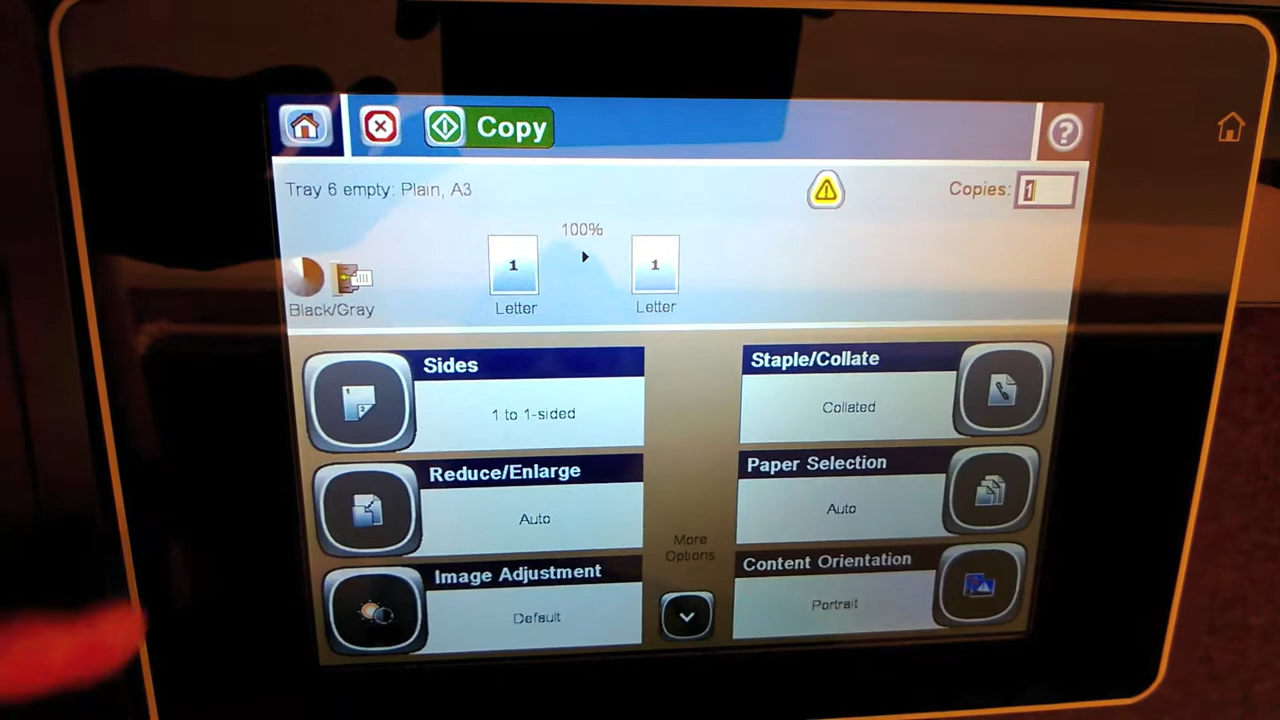 Copy
Tray 6 empty: Plain, A3
Copies: 1
100%
1
1
Black/Gray
Letter
Letter
Sides
1 to 1-sided
Staple/Collate
Collated
Reduce/Enlarge
Auto
Paper Selection
Auto
More
Options
Image Adjustment
Default
Content Orientation
Portrait